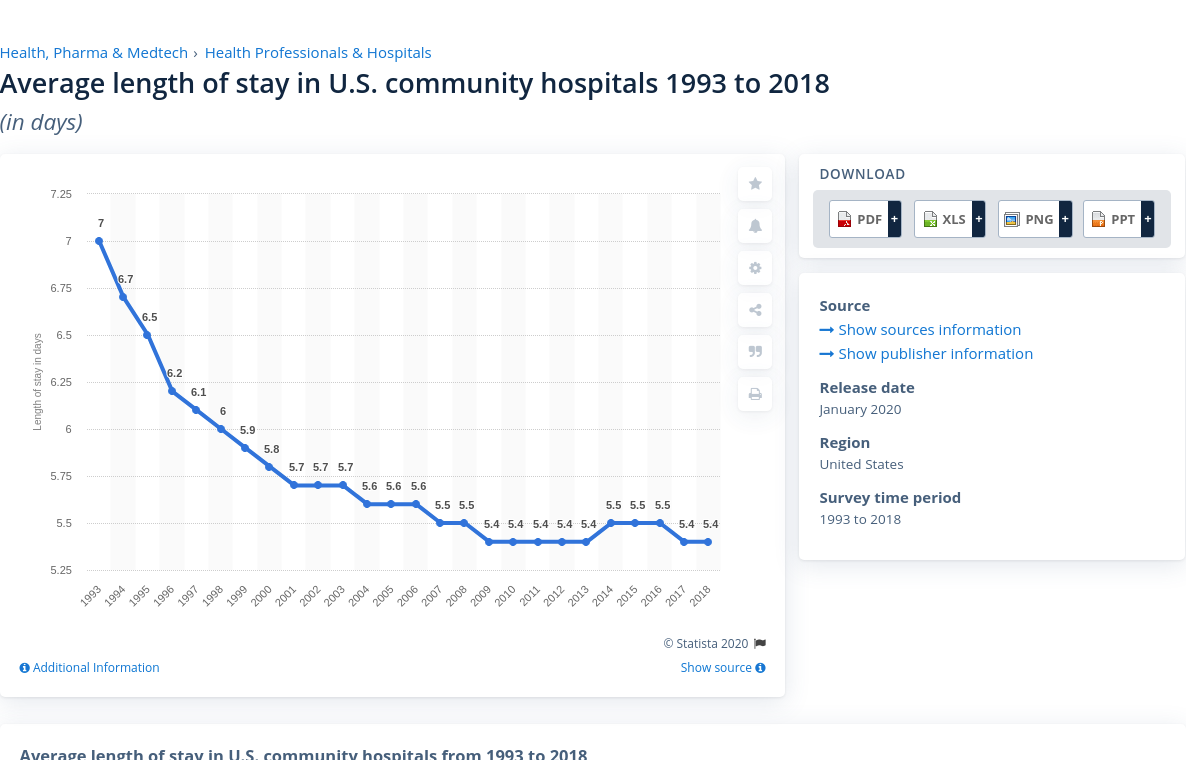 Health, Pharma & Medtech › Health Professionals & Hospitals
Average length of stay in U.S. community hospitals 1993 to 2018
(in days)
7.25
7
6.75
6.5
6.25
6
5.75
5.5
5.25
Length of stay in days
7
6.7
6.5
6.2
6.1
6
5.9
5.8
5.7
5.7
5.7
5.6
5.6
5.6
5.5
5.5
5.4
5.4
5.4
5.4
5.4
5.5
5.5
5.5
5.4
5.4
1993
1994
1995
1996
1997
1998
1999
2000
2001
2002
2003
2004
2005
2006
2007
2008
2009
2010
2011
2012
2013
2014
2015
2016
2017
2018
© Statista 2020
Additional Information
Show source
DOWNLOAD
PDF +
XLS +
PNG +
PPT +
Source
Show sources information
Show publisher information
Release date
January 2020
Region
United States
Survey time period
1993 to 2018
Average length of stay in U.S. community hospitals from 1993 to 2018